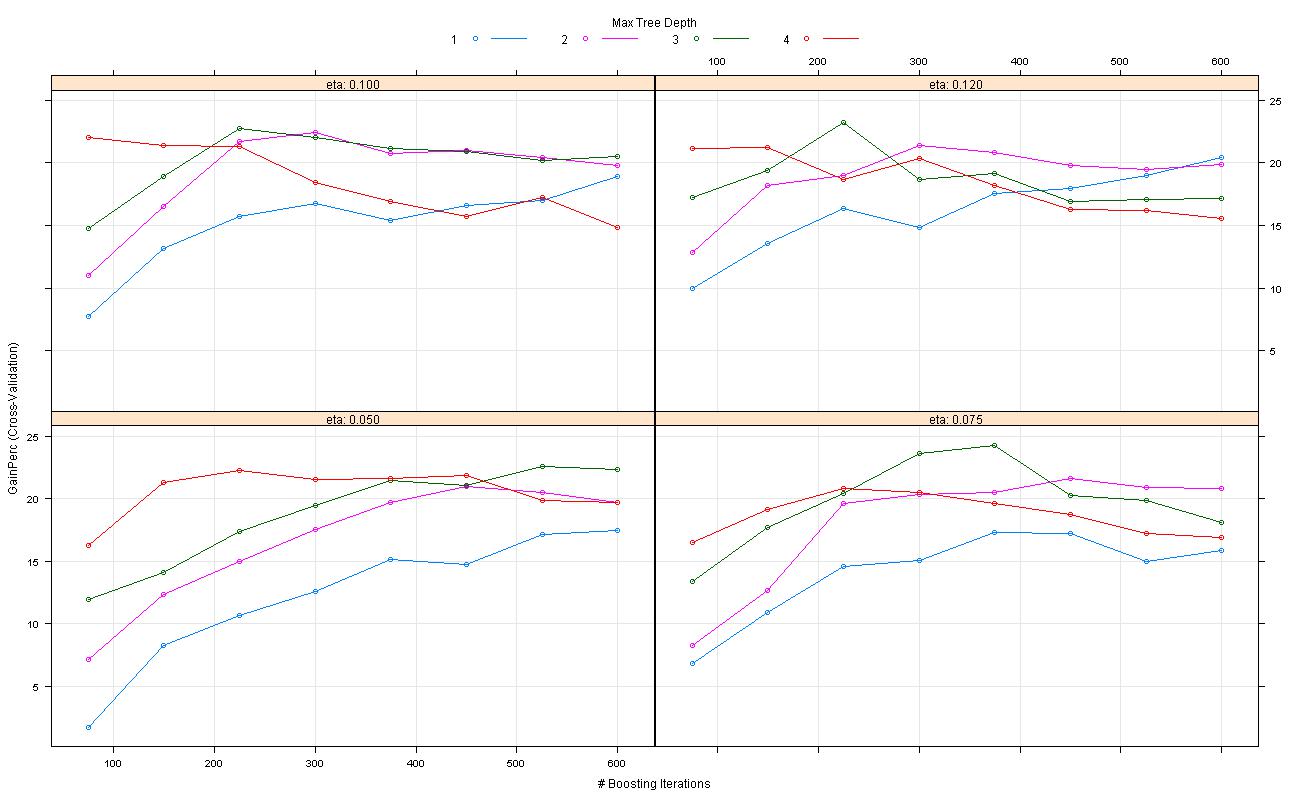 Max Tree Depth
1 2 3 4
100 200 300 400 500 600
eta: 0.100 eta: 0.120
25
20
15
10
5
eta: 0.050 eta: 0.075
25
20
15
10
5
GainPerc (Cross-Validation)
100 200 300 400 500 600
# Boosting Iterations